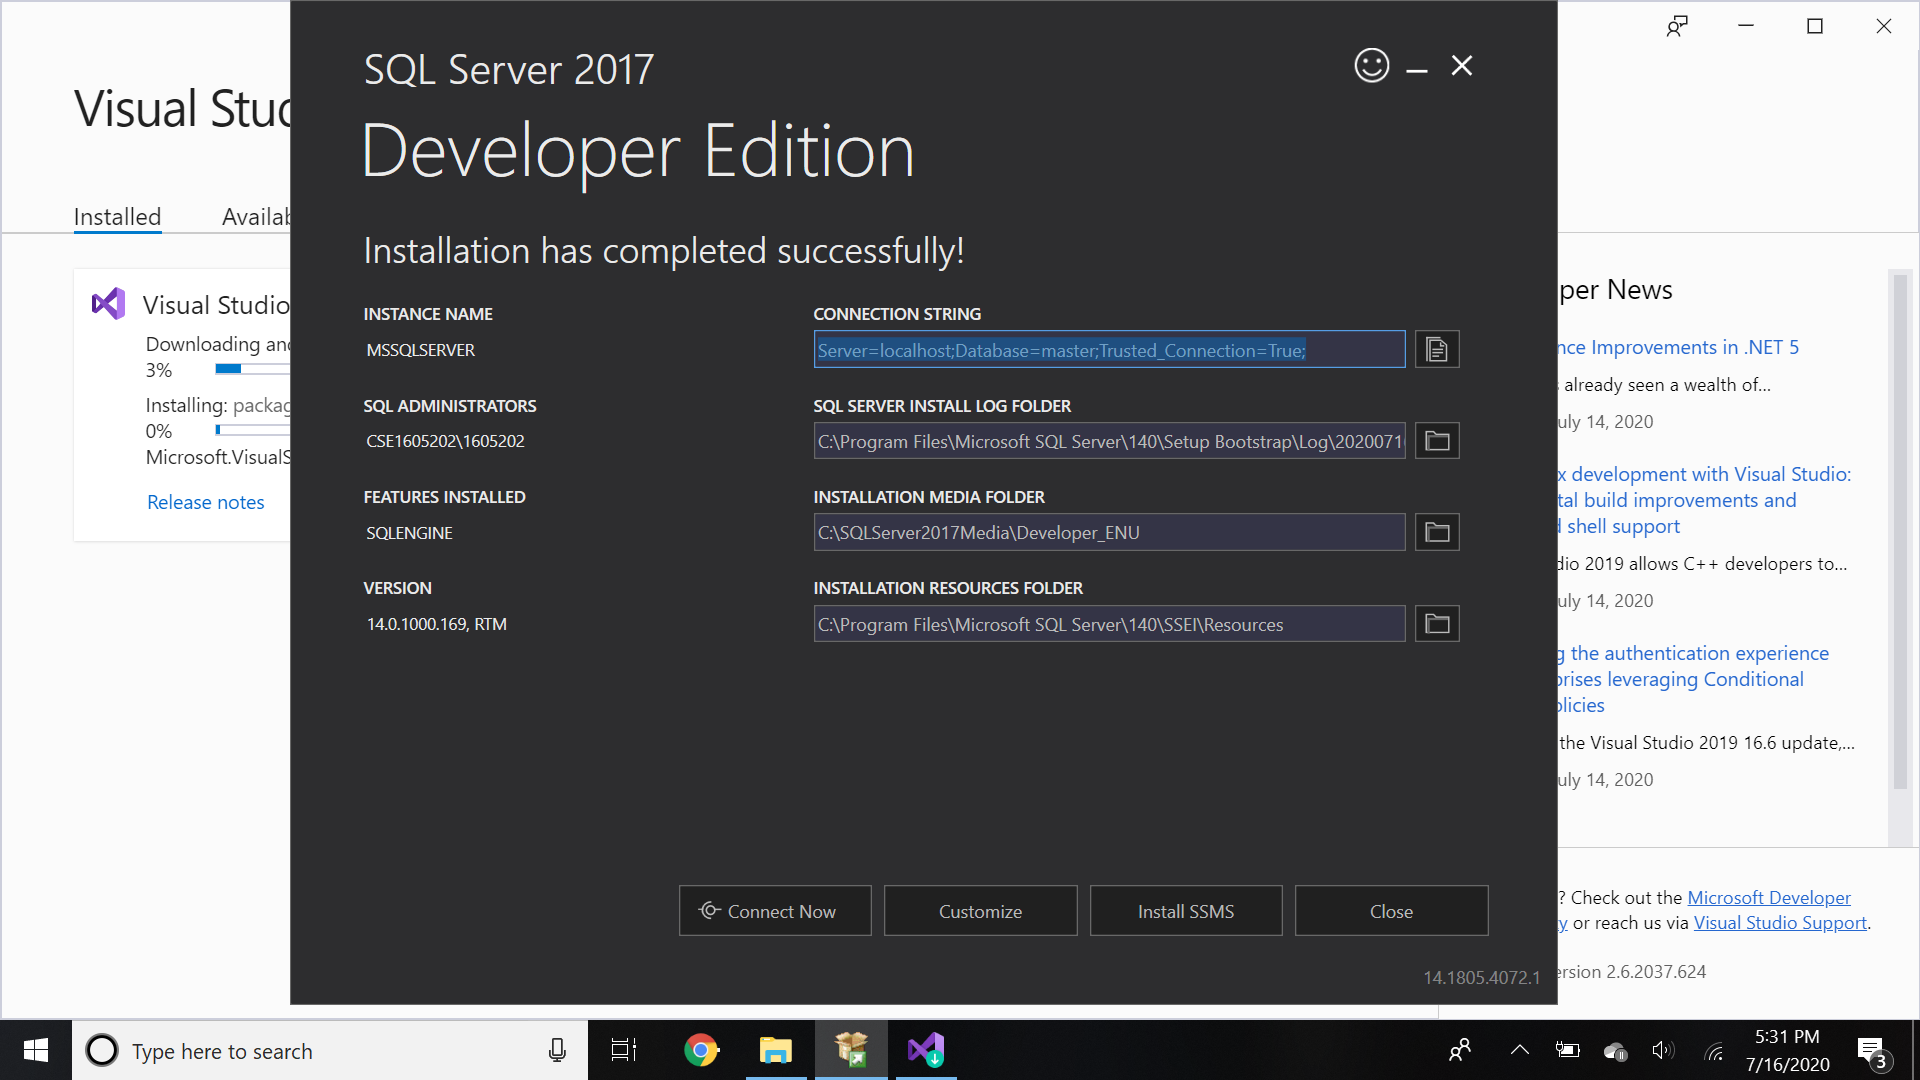 Visual Stu
Installed
Availab
Visual Studio
Downloading and
3%
Installing: packag
0%
Microsoft.VisualS
Release notes
SQL Server 2017
Developer Edition
Installation has completed successfully!
INSTANCE NAME
MSSQLSERVER
CONNECTION STRING
Server=localhost;Database=master;Trusted_Connection=True;
SQL ADMINISTRATORS
CSE1605202\1605202
SQL SERVER INSTALL LOG FOLDER
C:\Program Files\Microsoft SQL Server\140\Setup Bootstrap\Log\2020071
FEATURES INSTALLED
SQLENGINE
INSTALLATION MEDIA FOLDER
C:\SQLServer2017Media\Developer_ENU
VERSION
14.0.1000.169, RTM
INSTALLATION RESOURCES FOLDER
C:\Program Files\Microsoft SQL Server\140\SSEI\Resources
Connect Now
Customize
Install SSMS
Close
14.1805.4072.1
per News
nce Improvements in .NET 5
already seen a wealth of...
uly 14, 2020
x development with Visual Studio:
tal build improvements and
d shell support
dio 2019 allows C++ developers to...
uly 14, 2020
g the authentication experience
prises leveraging Conditional
olicies
the Visual Studio 2019 16.6 update,...
uly 14, 2020
? Check out the Microsoft Developer
y or reach us via Visual Studio Support.
ersion 2.6.2037.624
Type here to search
5:31 PM
7/16/2020
3